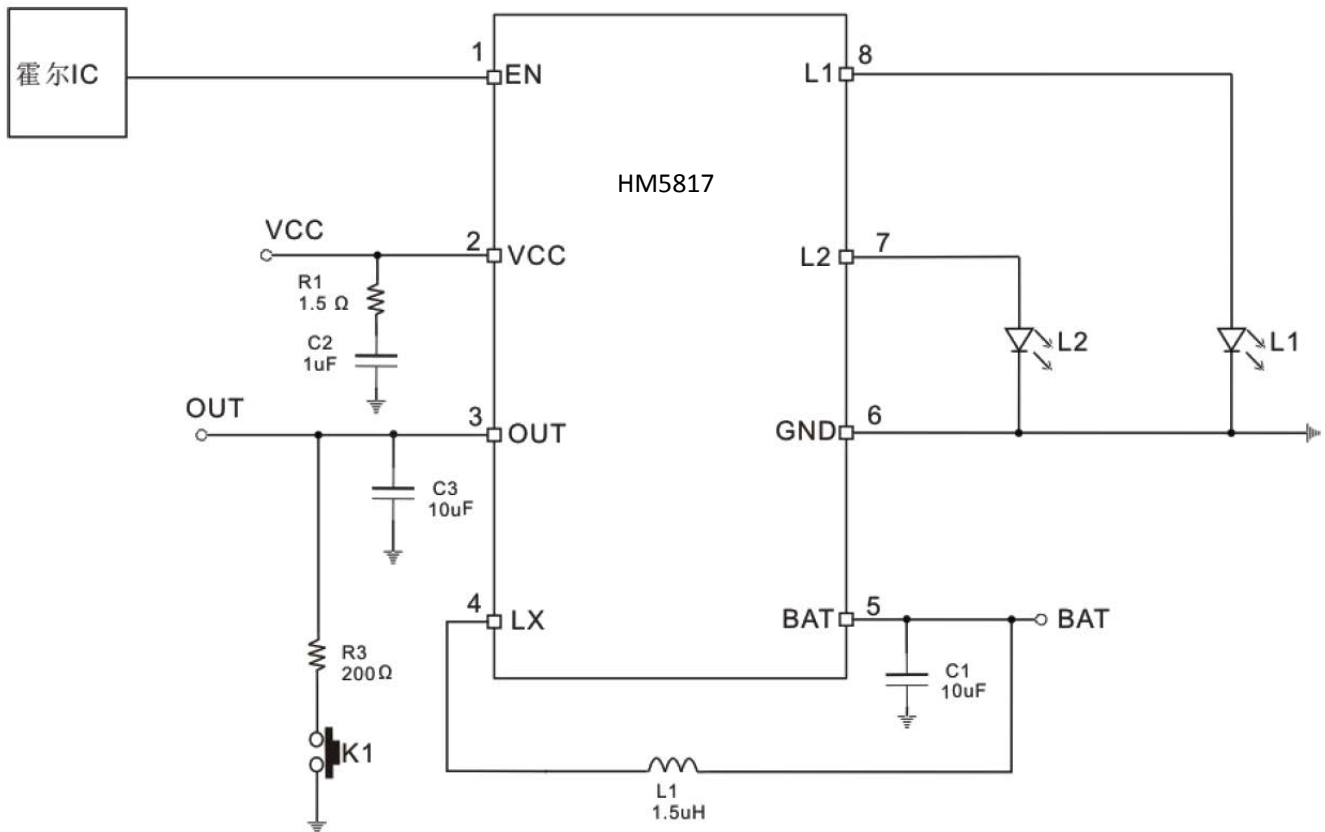 霍尔IC
1
EN
L1
8
HM5817
VCC
2
VCC
L2
7
R1
1.5 Ω
C2
1uF
L2
L1
OUT
3
OUT
GND
6
C3
10uF
4
LX
BAT
5
BAT
R3
200Ω
C1
10uF
K1
L1
1.5uH